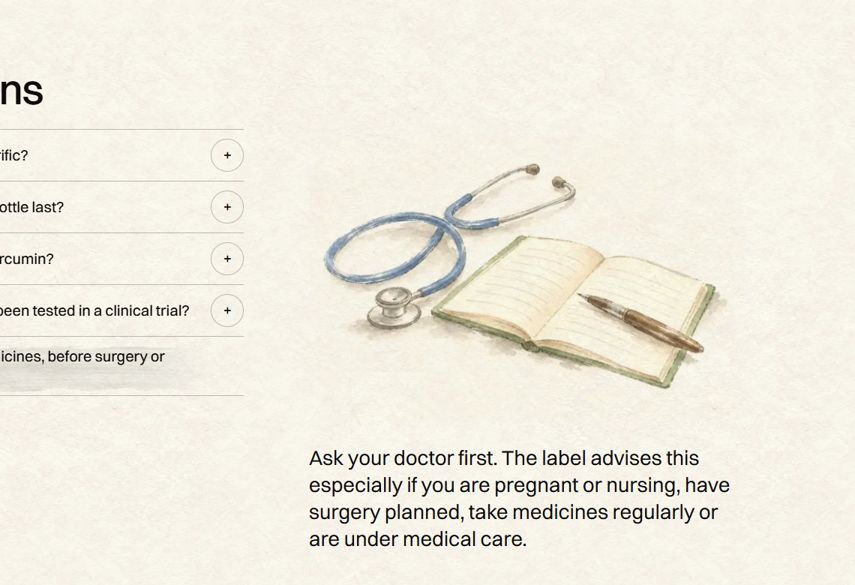 ns
rific?
ottle last?
rcumin?
been tested in a clinical trial?
icines, before surgery or
Ask your doctor first. The label advises this
especially if you are pregnant or nursing, have
surgery planned, take medicines regularly or
are under medical care.